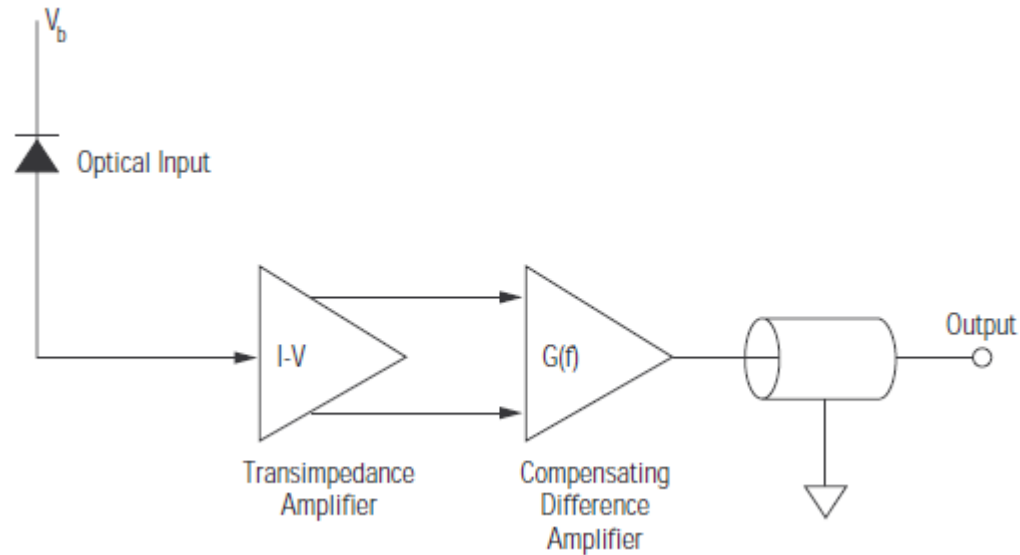 Vb
Optical Input
I-V
G(f)
Output
Transimpedance
Amplifier
Compensating
Difference
Amplifier